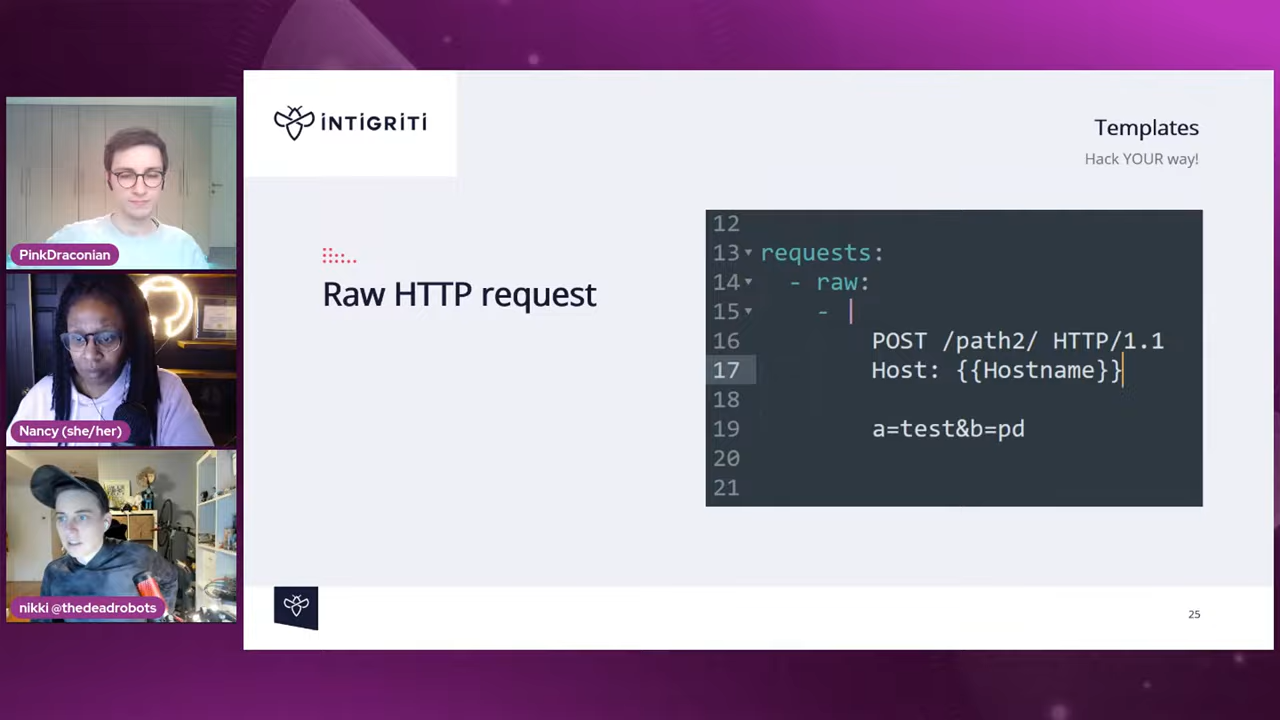 INTIGRITI
Templates
Hack YOUR way!
Raw HTTP request
12
13 requests:
14 - raw:
15 - |
16 POST /path2/ HTTP/1.1
17 Host: {{Hostname}}
18
19 a=test&b=pd
20
21
25
PinkDraconian
Nancy (she/her)
nikki @thedeadrobots